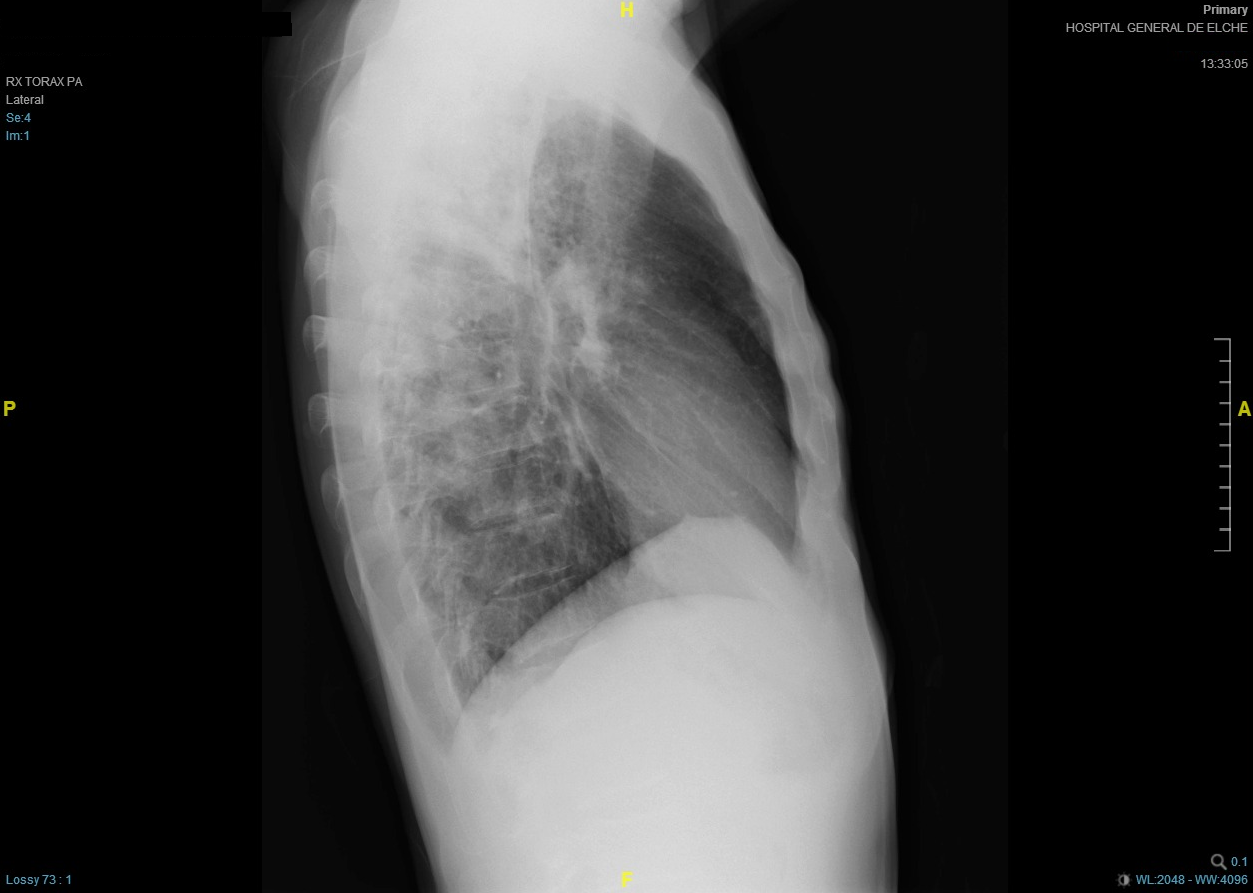 H
Primary
HOSPITAL GENERAL DE ELCHE
13:33:05
RX TORAX PA
Lateral
Se:4
Im:1
P
A
F
Lossy 73 : 1
0.1
WL:2048 - WW:4096